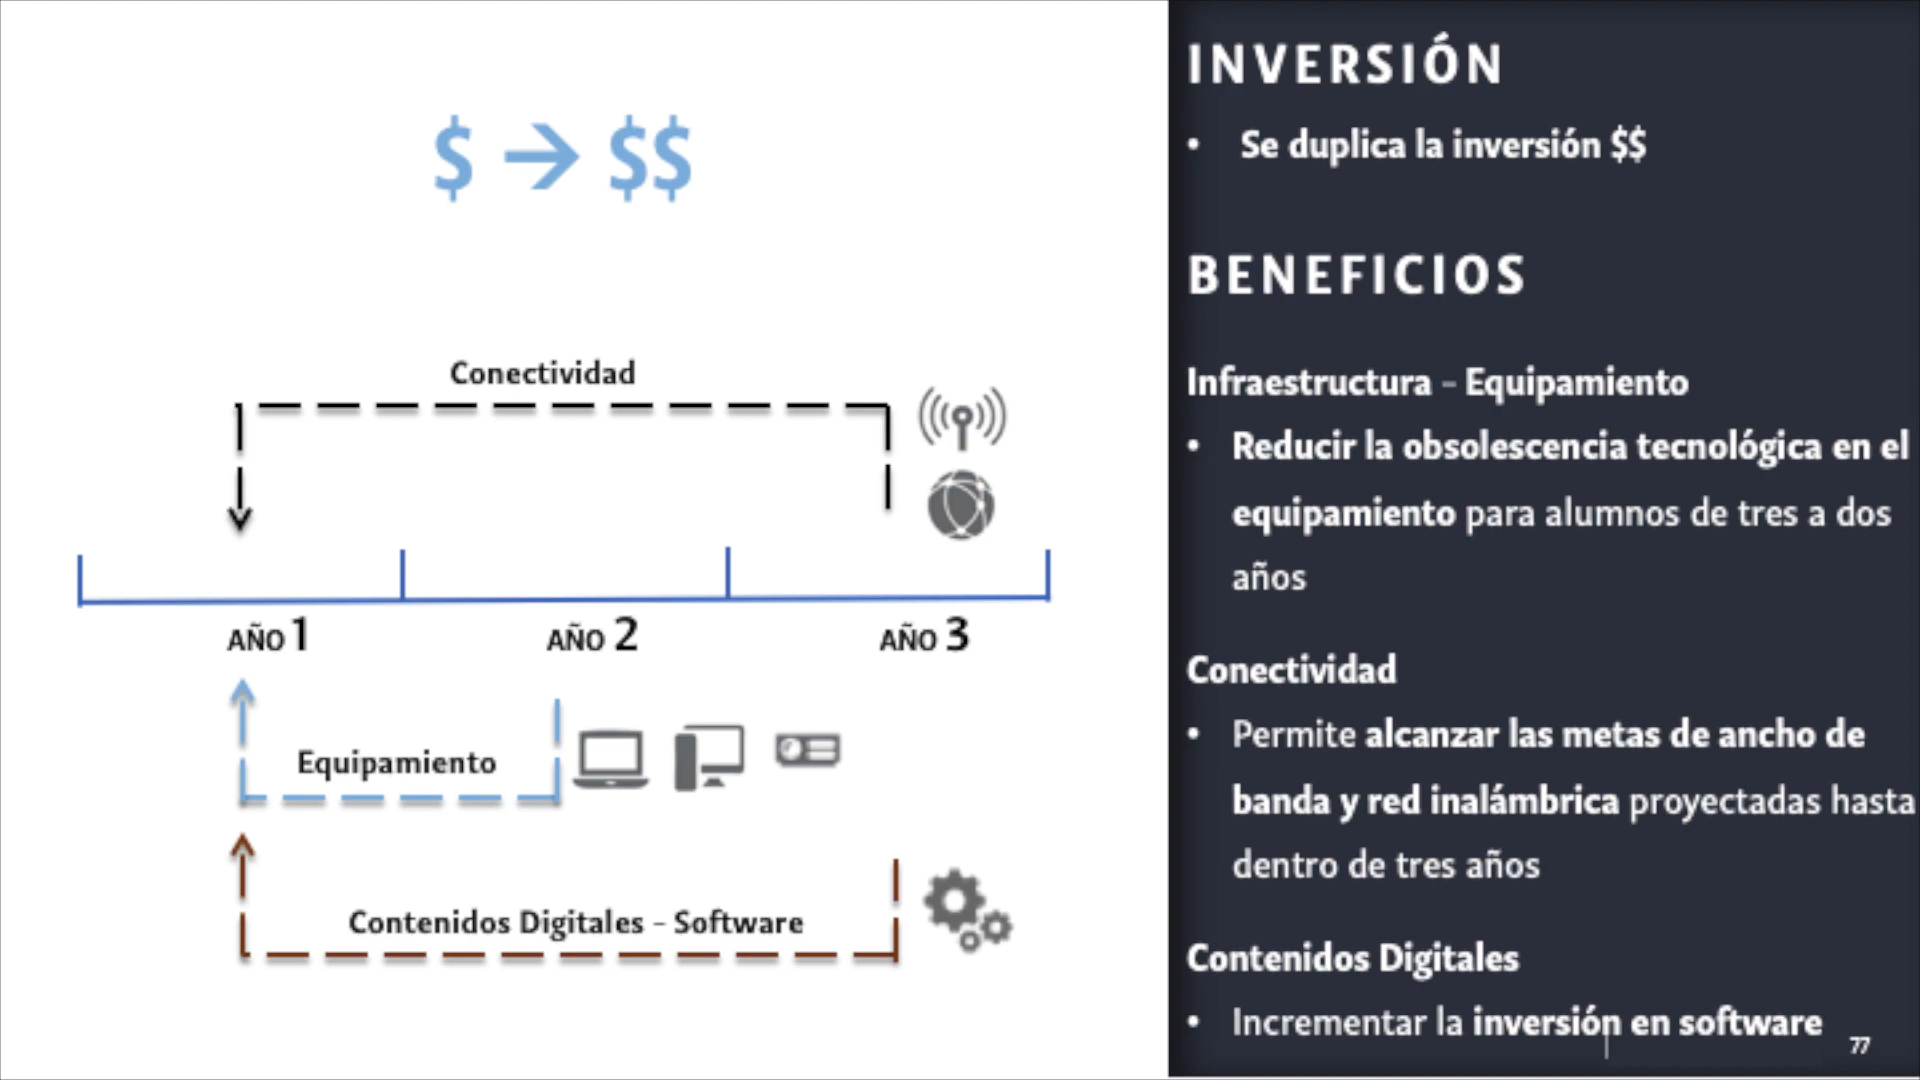 $ → $$
Conectividad
AÑO 1
AÑO 2
AÑO 3
Equipamiento
Contenidos Digitales - Software
INVERSIÓN
• Se duplica la inversión $$
BENEFICIOS
Infraestructura - Equipamiento
• Reducir la obsolescencia tecnológica en el
equipamiento para alumnos de tres a dos
años
Conectividad
• Permite alcanzar las metas de ancho de
banda y red inalámbrica proyectadas hasta
dentro de tres años
Contenidos Digitales
• Incrementar la inversión en software
77